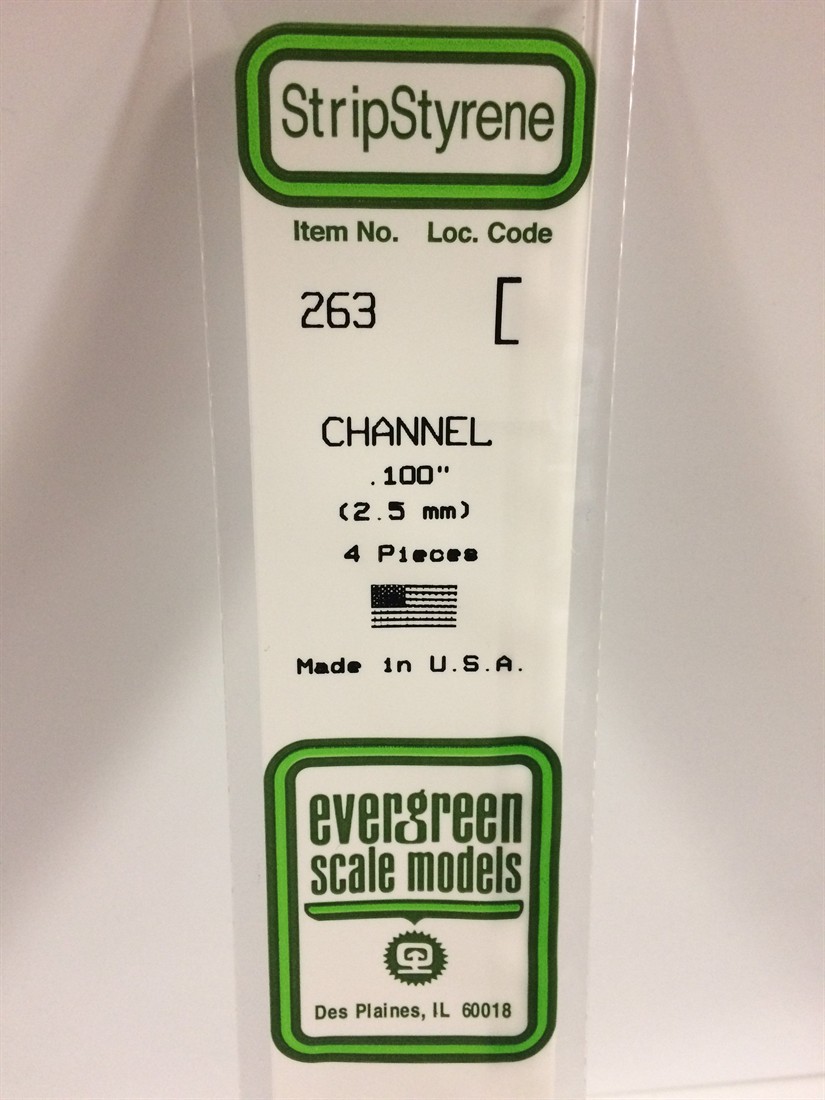 StripStyrene
Item No. Loc. Code
263
CHANNEL
.100"
(2.5 mm)
4 Pieces
Made in U.S.A.
evergreen
scale models
Des Plaines, IL 60018